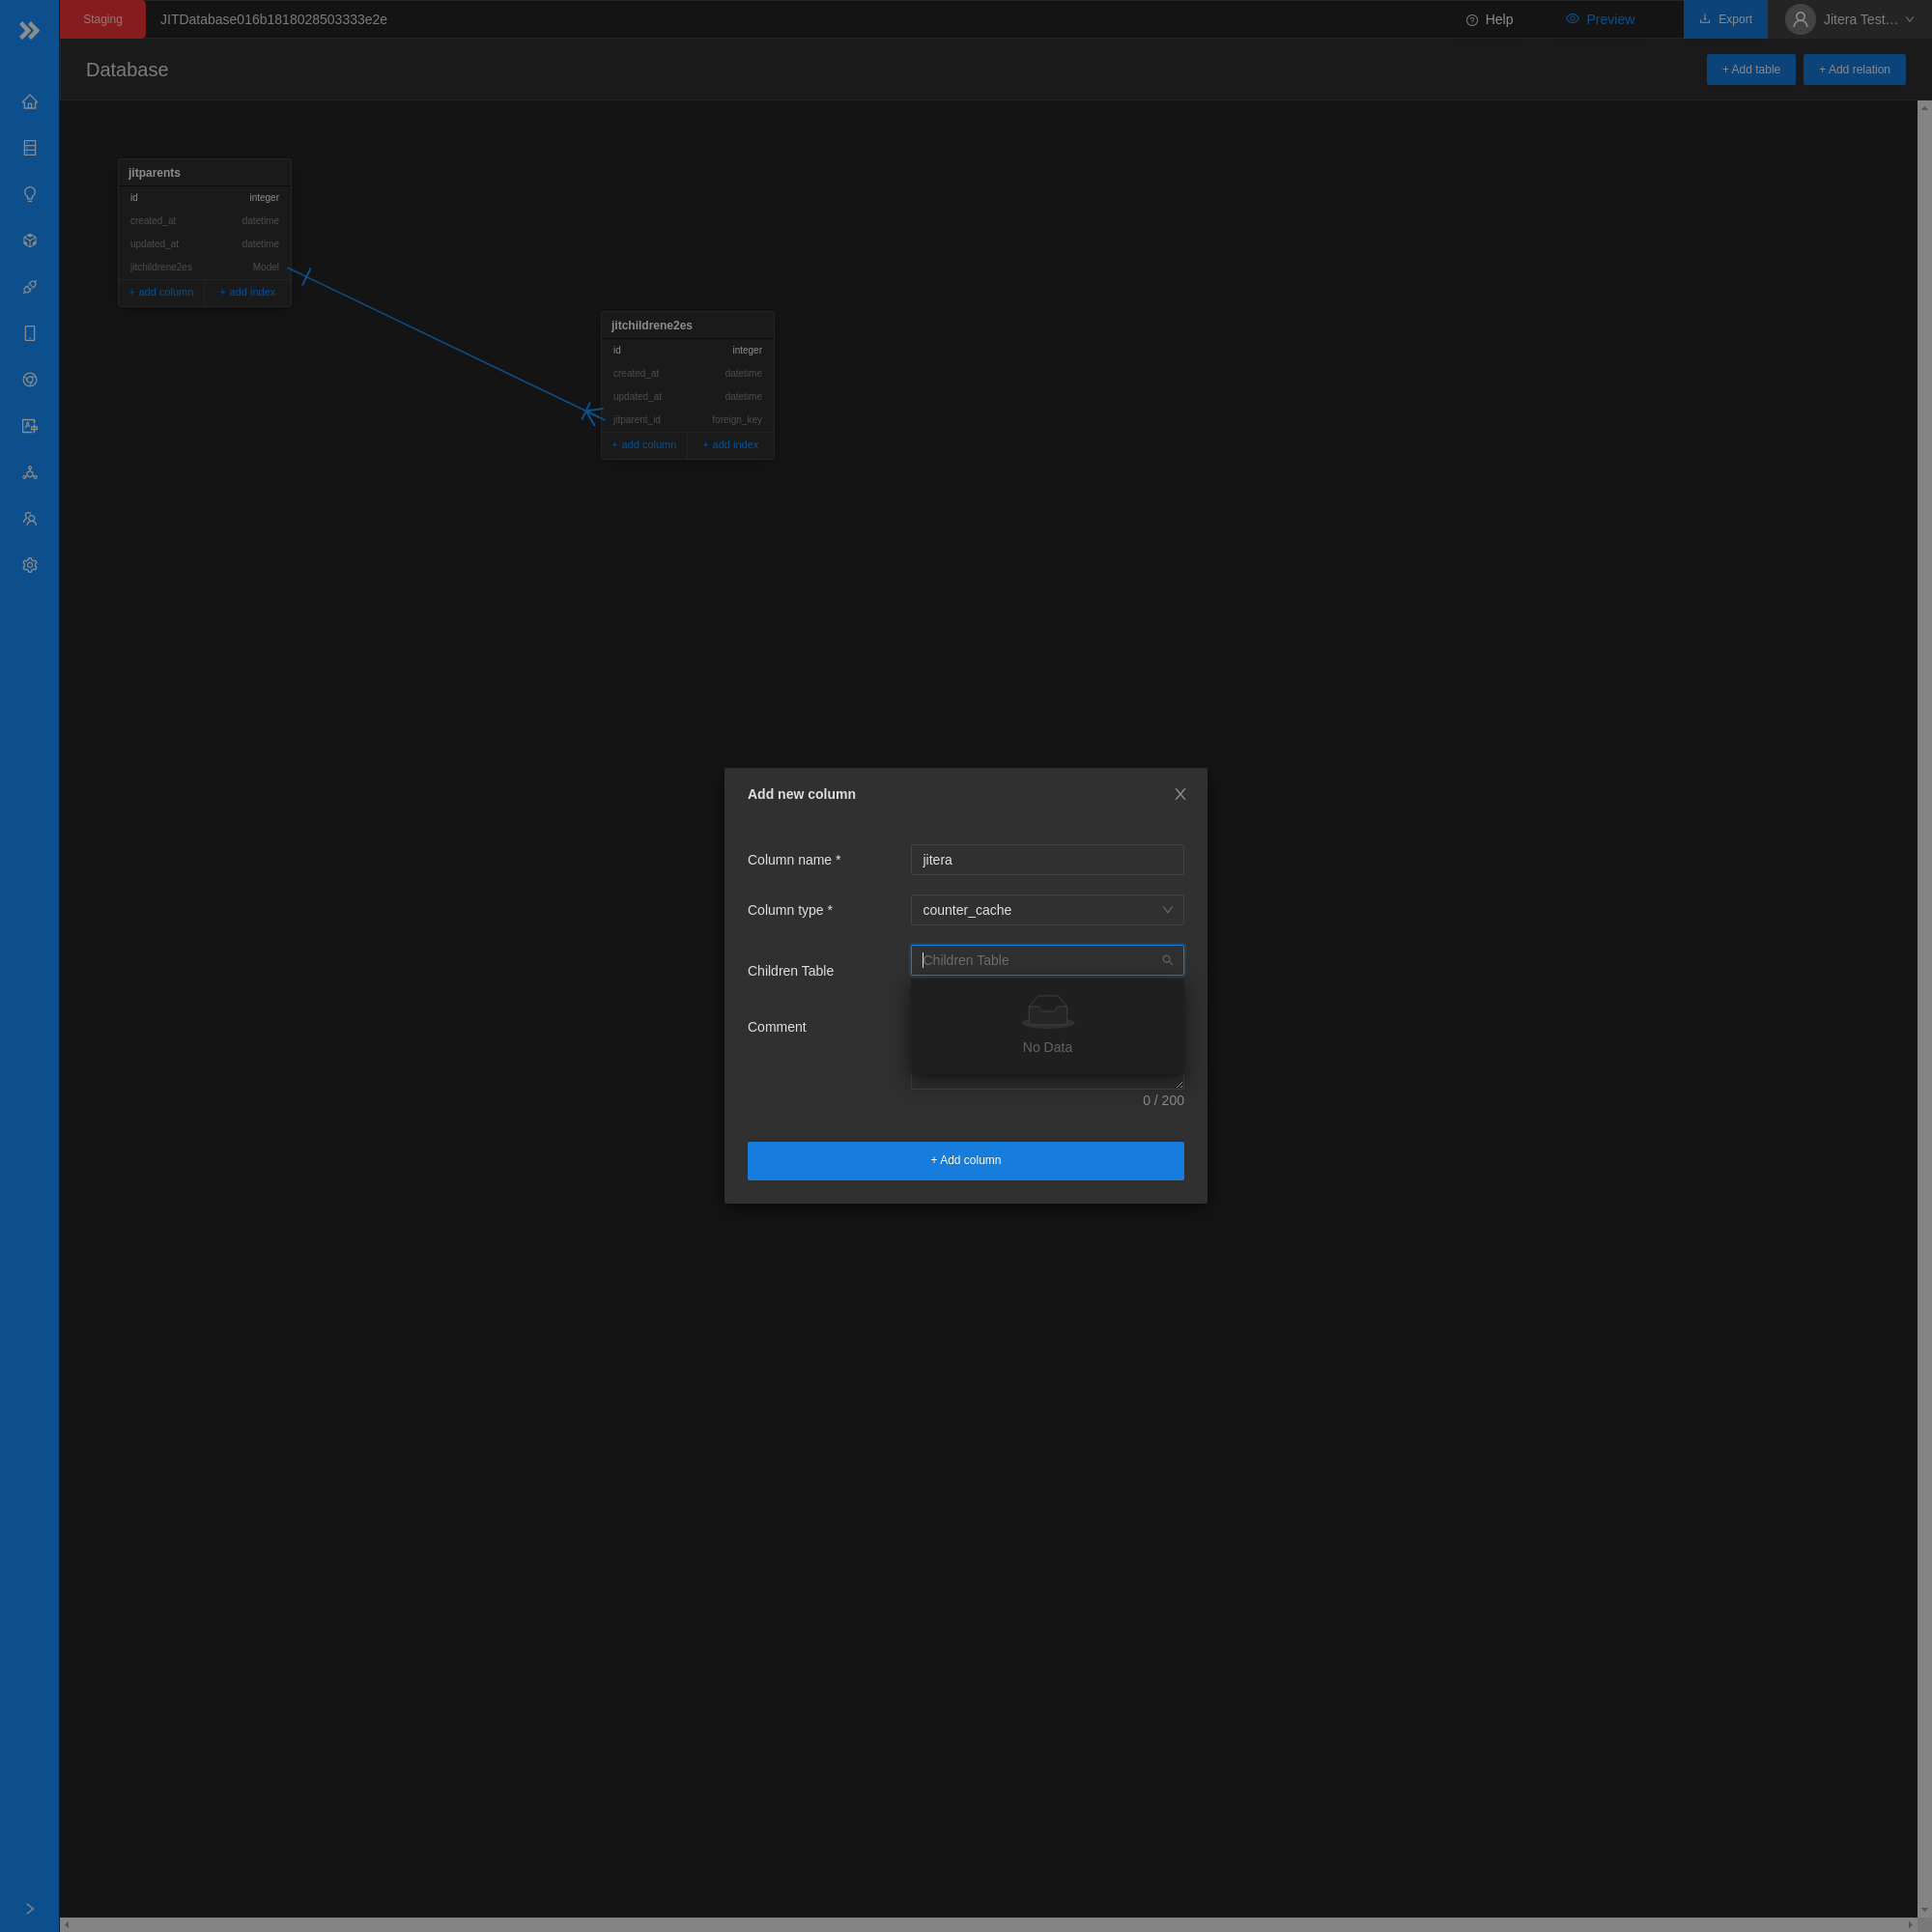 Staging
JITDatabase016b1818028503333e2e
Help
Preview
Export
Jitera Test…
Database
+ Add table
+ Add relation
jitparents
id integer
created_at datetime
updated_at datetime
jitchildrene2es Model
+ add column
+ add index
jitchildrene2es
id integer
created_at datetime
updated_at datetime
jitparent_id foreign_key
+ add column
+ add index
Add new column
Column name *
jitera
Column type *
counter_cache
Children Table
Children Table
No Data
Comment
0 / 200
+ Add column